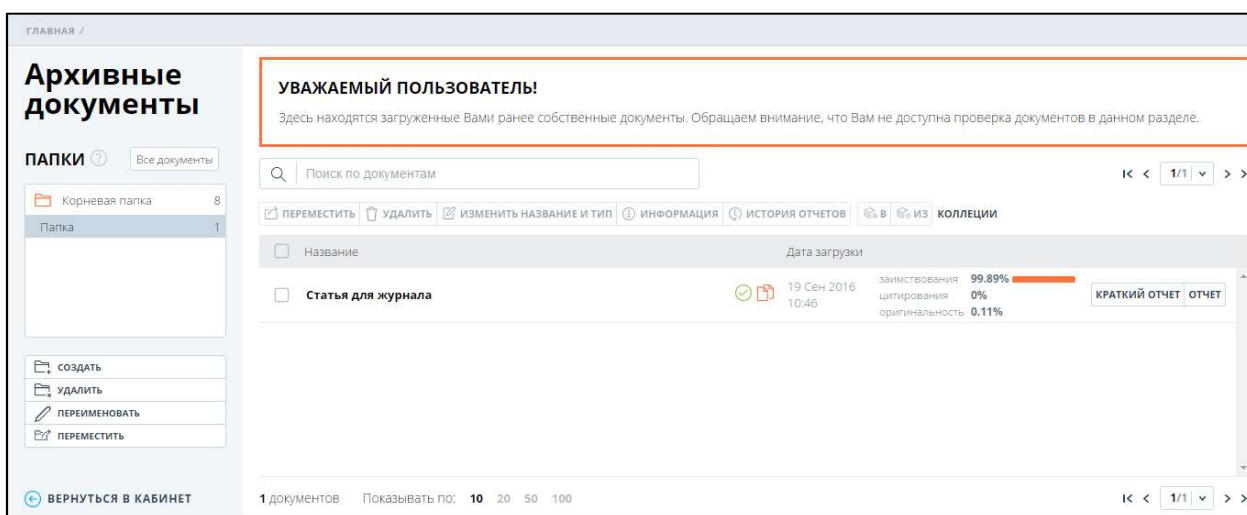 ГЛАВНАЯ /
Архивные
документы
ПАПКИ ? Все документы
Корневая папка 8
Папка 1
СОЗДАТЬ
УДАЛИТЬ
ПЕРЕИМЕНОВАТЬ
ПЕРЕМЕСТИТЬ
ВЕРНУТЬСЯ В КАБИНЕТ
УВАЖАЕМЫЙ ПОЛЬЗОВАТЕЛЬ!
Здесь находятся загруженные Вами ранее собственные документы. Обращаем внимание, что Вам не доступна проверка документов в данном разделе.
Поиск по документам 1/1
ПЕРЕМЕСТИТЬ УДАЛИТЬ ИЗМЕНИТЬ НАЗВАНИЕ И ТИП ИНФОРМАЦИЯ ИСТОРИЯ ОТЧЕТОВ В ИЗ КОЛЛЕЦИИ
Название Дата загрузки
Статья для журнала
19 Сен 2016
10:46
заимствования 99.89%
цитирования 0%
оригинальность 0.11%
КРАТКИЙ ОТЧЕТ ОТЧЕТ
1 документов Показывать по: 10 20 50 100 1/1